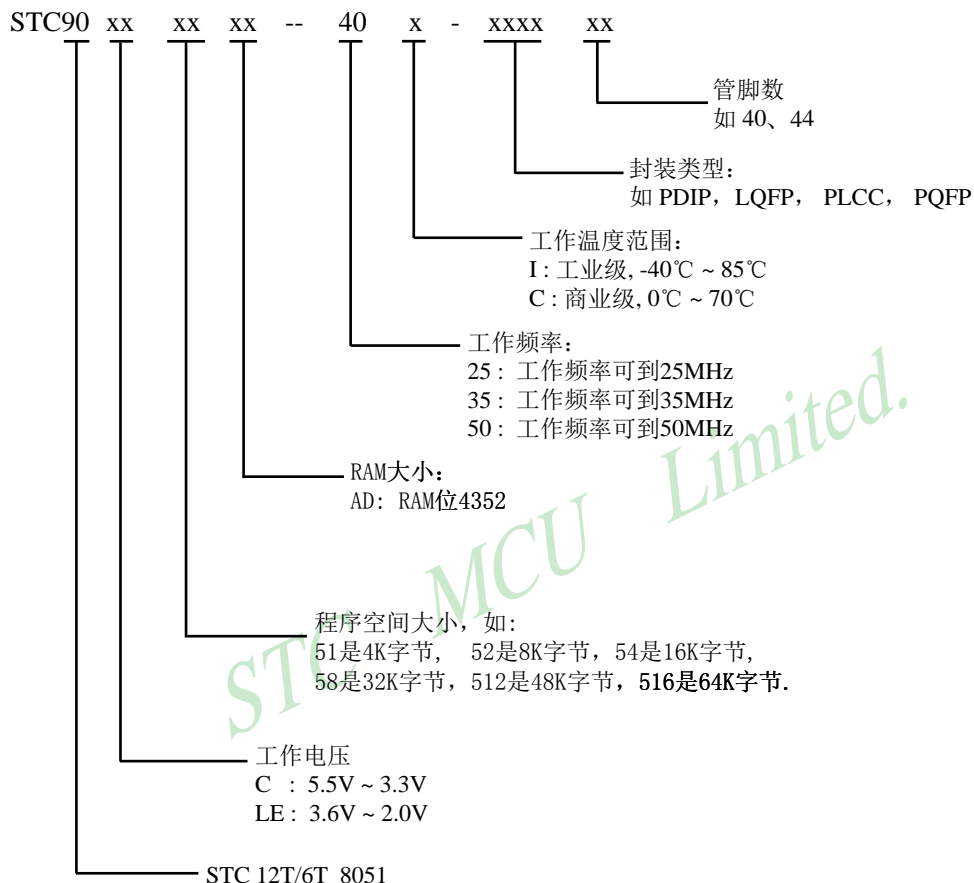 STC90 xx xx xx -- 40 x - xxxx xx
管脚数
如 40、44
封装类型：
如 PDIP，LQFP， PLCC， PQFP
工作温度范围：
I : 工业级, -40℃ ~ 85℃
C : 商业级, 0℃ ~ 70℃
工作频率：
25 : 工作频率可到25MHz
35 : 工作频率可到35MHz
50 : 工作频率可到50MHz
RAM大小：
AD: RAM位4352
程序空间大小，如:
51是4K字节, 52是8K字节，54是16K字节,
58是32K字节，512是48K字节，516是64K字节.
工作电压
C : 5.5V ~ 3.3V
LE : 3.6V ~ 2.0V
STC 12T/6T 8051
STC MCU Limited.